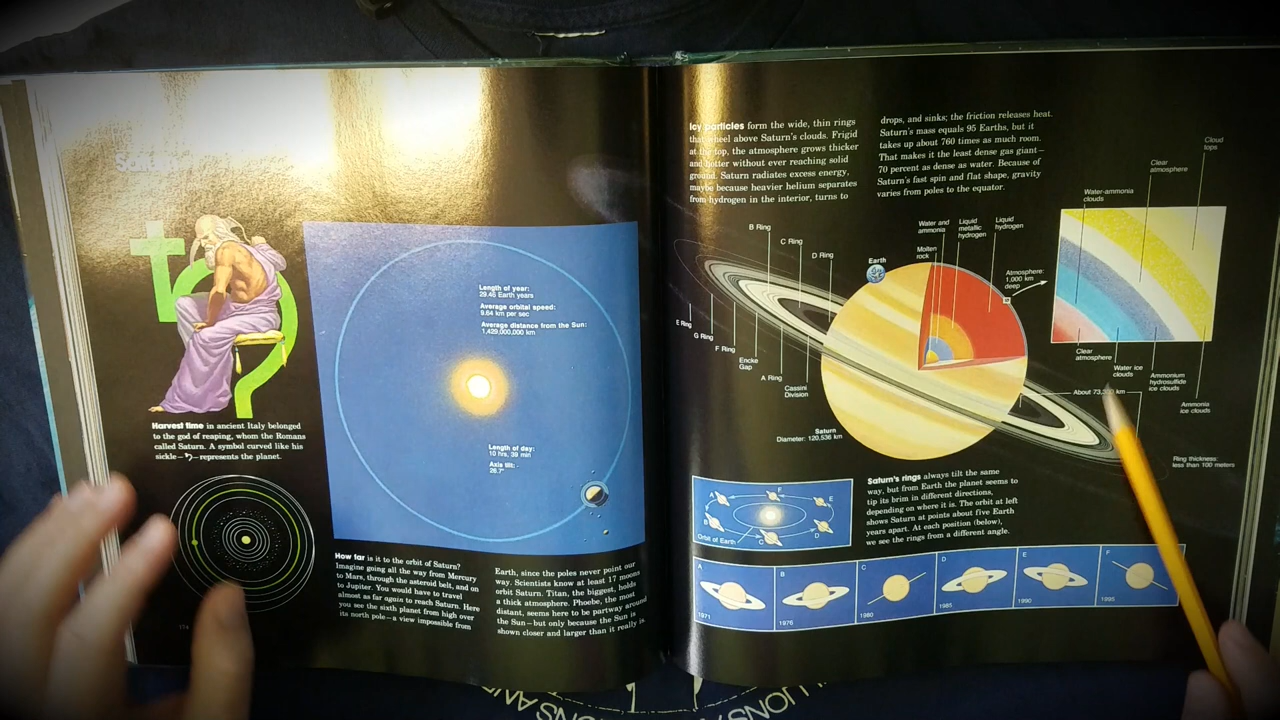 Harvest time in ancient Italy belonged
to the god of reaping, whom the Romans
called Saturn. A symbol curved like his
sickle—♄—represents the planet.
Length of year:
29.46 Earth years
Average orbital speed:
9.64 km per sec
Average distance from the Sun:
1,429,000,000 km
Length of day:
10 hrs, 39 min
Axis tilt:
26.7°
How far is it to the orbit of Saturn?
Imagine going all the way from Mercury
to Mars, through the asteroid belt, and on
to Jupiter. You would have to travel
almost as far again to reach Saturn. Here
you see the sixth planet from high over
its north pole—a view impossible from
Earth, since the poles never point our
way. Scientists know at least 17 moons
orbit Saturn. Titan, the biggest, holds
a thick atmosphere. Phoebe, the most
distant, seems here to be partway around
the Sun—but only because the Sun is
shown closer and larger than it really is.
174
Icy particles form the wide, thin rings
that wheel above Saturn's clouds. Frigid
at the top, the atmosphere grows thicker
and hotter without ever reaching solid
ground. Saturn radiates excess energy,
maybe because heavier helium separates
from hydrogen in the interior, turns to
drops, and sinks; the friction releases heat.
Saturn's mass equals 95 Earths, but it
takes up about 760 times as much room.
That makes it the least dense gas giant—
70 percent as dense as water. Because of
Saturn's fast spin and flat shape, gravity
varies from poles to the equator.
B Ring
C Ring
D Ring
E Ring
G Ring
F Ring
Encke
Gap
A Ring
Cassini
Division
Earth
Molten
rock
Water and
ammonia
Liquid
metallic
hydrogen
Liquid
hydrogen
Atmosphere:
1,000 km
deep
Water-ammonia
clouds
Clear
atmosphere
Cloud
tops
Clear
atmosphere
Water ice
clouds
Ammonium
hydrosulfide
ice clouds
Ammonia
ice clouds
About 73,300 km
Ring thickness:
less than 100 meters
Saturn
Diameter: 120,536 km
Saturn's rings always tilt the same
way, but from Earth the planet seems to
tip its brim in different directions,
depending on where it is. The orbit at left
shows Saturn at points about five Earth
years apart. At each position (below),
we see the rings from a different angle.
A
F
E
B
C
D
Orbit of Earth
A
1971
B
1976
C
1980
D
1985
E
1990
F
1995